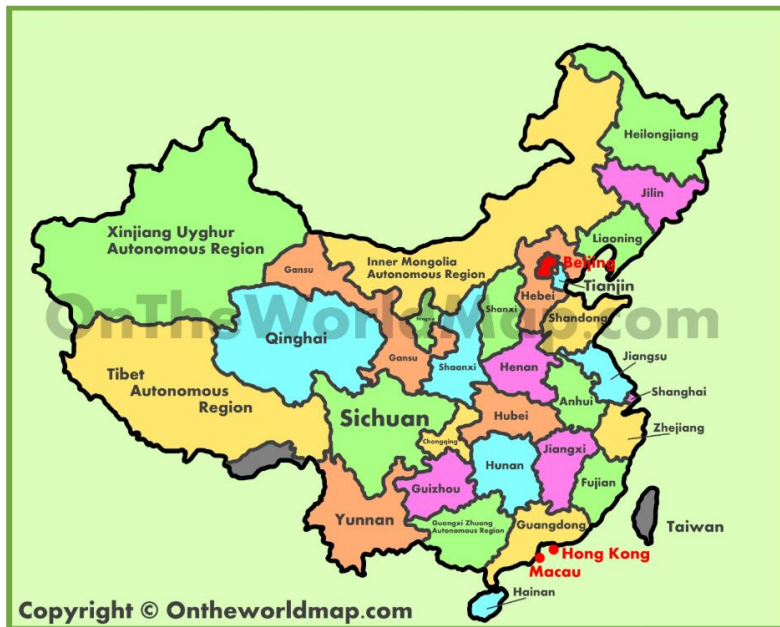 Heilongjiang
Jilin
Xinjiang Uyghur
Autonomous Region
Liaoning
Inner Mongolia
Autonomous Region
Gansu
Beijing
Tianjin
Hebei
Shanxi
Ningxia
OnTheWorldMap.com
Shandong
Qinghai
Gansu
Shaanxi
Henan
Jiangsu
Tibet
Autonomous
Region
Shanghai
Anhui
Sichuan
Hubei
Zhejiang
Chongqing
Jiangxi
Hunan
Guizhou
Fujian
Yunnan
Guangxi Zhuang
Autonomous Region
Guangdong
Taiwan
Hong Kong
Macau
Hainan
Copyright © Ontheworldmap.com